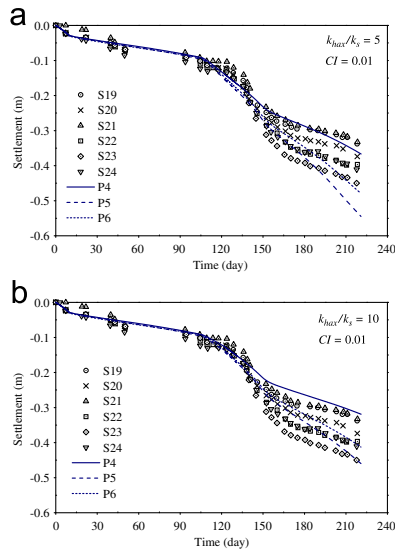 a
0.0
-0.1
-0.2
-0.3
-0.4
-0.5
-0.6
Settlement (m)
k_hax/k_s = 5
CI = 0.01
S19
S20
S21
S22
S23
S24
P4
P5
P6
0 30 60 90 120 150 180 210 240
Time (day)
b
0.0
-0.1
-0.2
-0.3
-0.4
-0.5
-0.6
Settlement (m)
k_hax/k_s = 10
CI = 0.01
S19
S20
S21
S22
S23
S24
P4
P5
P6
0 30 60 90 120 150 180 210 240
Time (day)